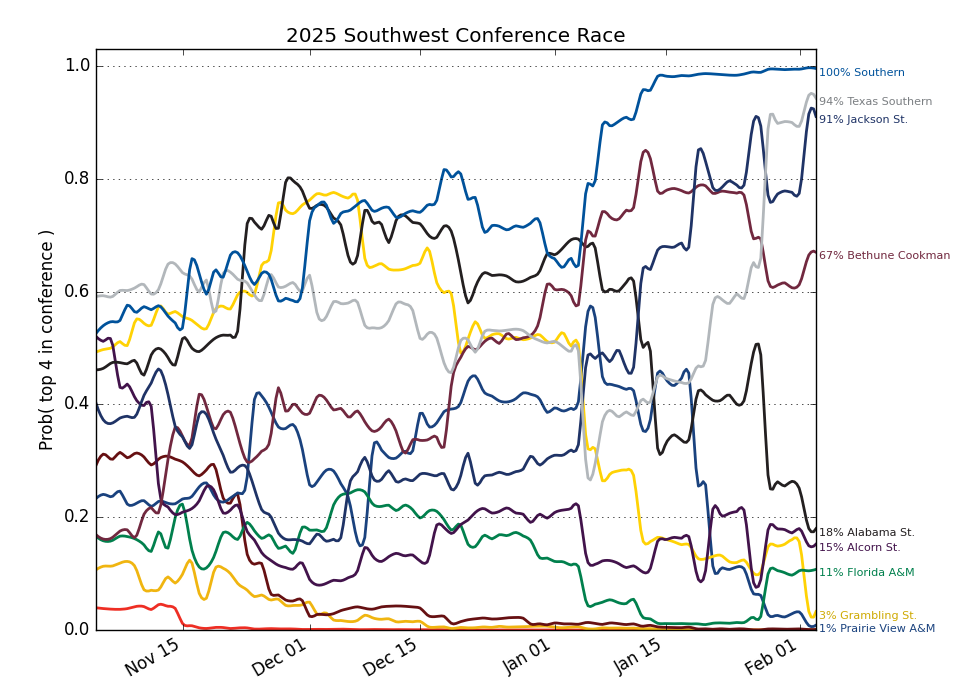 2025 Southwest Conference Race
Prob( top 4 in conference )
1.0
0.8
0.6
0.4
0.2
0.0
Nov 15
Dec 01
Dec 15
Jan 01
Jan 15
Feb 01
100% Southern
94% Texas Southern
91% Jackson St.
67% Bethune Cookman
18% Alabama St.
15% Alcorn St.
11% Florida A&M
3% Grambling St.
1% Prairie View A&M